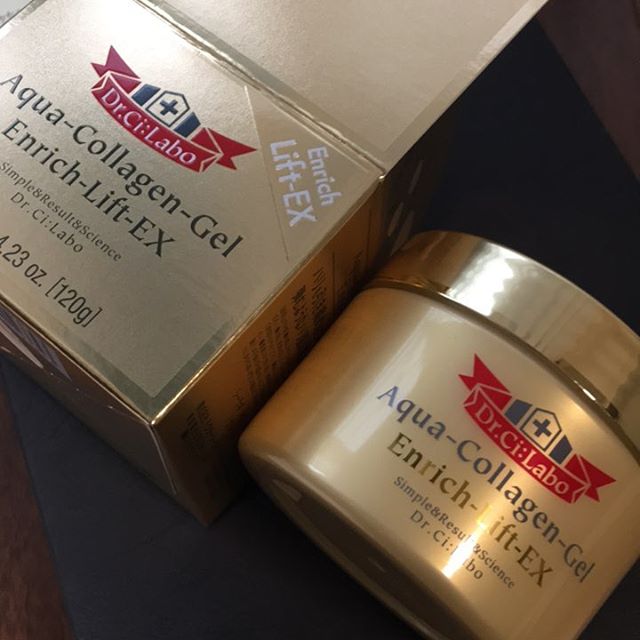 Dr.Ci:Labo
Aqua-Collagen-Gel
Enrich-Lift-EX
Simple&Result&Science
Dr.Ci:Labo
4.23 oz. [120g]
Enrich
Lift-EX
Dr.Ci:Labo
Aqua-Collagen-Gel
Enrich-Lift-EX
Simple&Result&Science
Dr.Ci:Labo